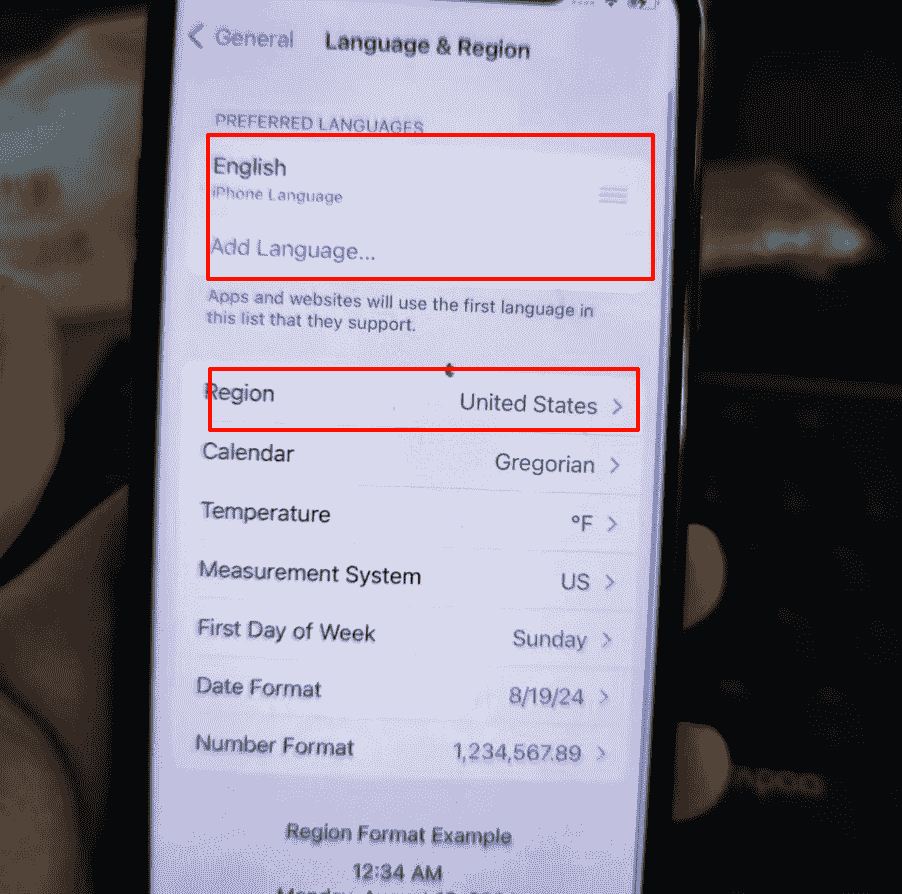 General
Language & Region
PREFERRED LANGUAGES
English
iPhone Language
Add Language...
Apps and websites will use the first language in
this list that they support.
Region United States
Calendar Gregorian
Temperature °F
Measurement System US
First Day of Week Sunday
Date Format 8/19/24
Number Format 1,234,567.89
Region Format Example
12:34 AM